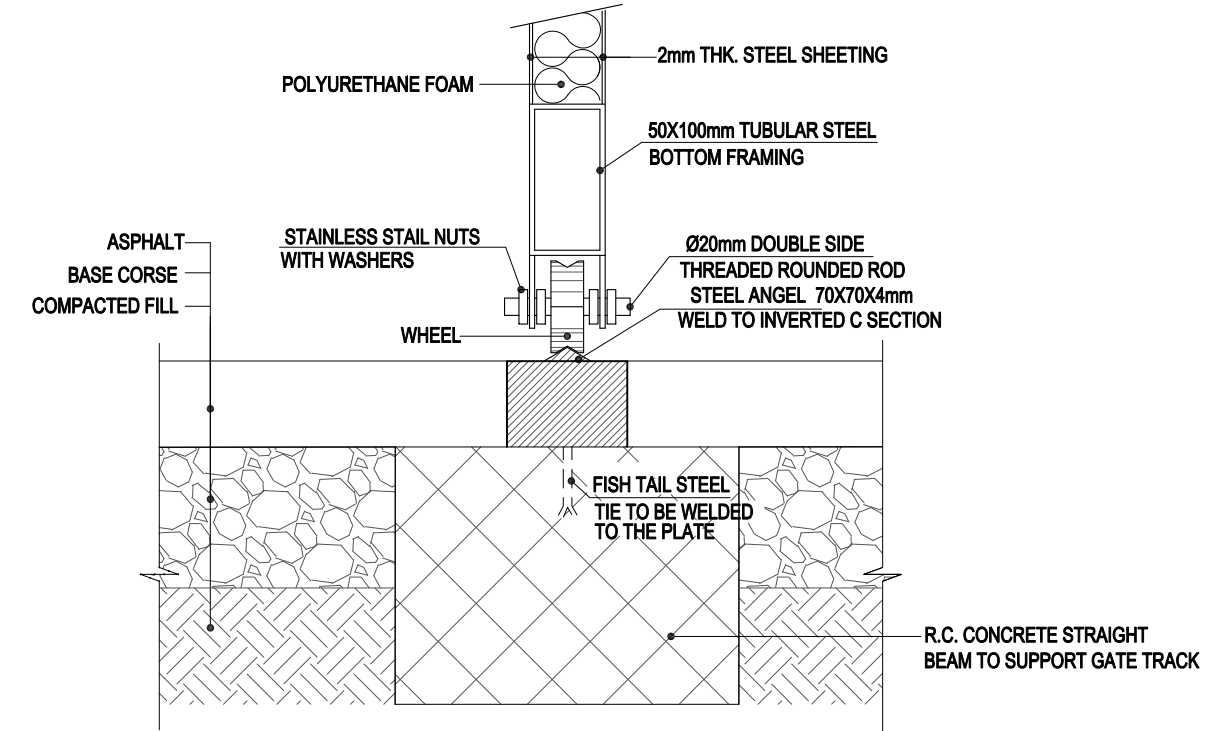 2mm THK. STEEL SHEETING
POLYURETHANE FOAM
50X100mm TUBULAR STEEL
BOTTOM FRAMING
ASPHALT
BASE CORSE
COMPACTED FILL
STAINLESS STAIL NUTS
WITH WASHERS
Ø20mm DOUBLE SIDE
THREADED ROUNDED ROD
STEEL ANGEL 70X70X4mm
WELD TO INVERTED C SECTION
WHEEL
FISH TAIL STEEL
TIE TO BE WELDED
TO THE PLATE
R.C. CONCRETE STRAIGHT
BEAM TO SUPPORT GATE TRACK